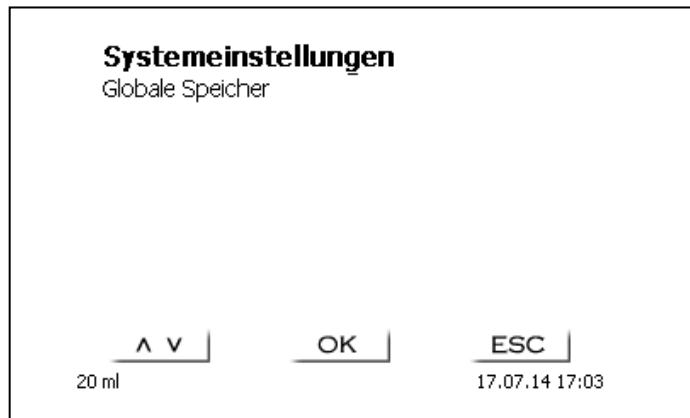 Systemeinstellungen
Globale Speicher
∧ ∨ OK ESC
20 ml 17.07.14 17:03